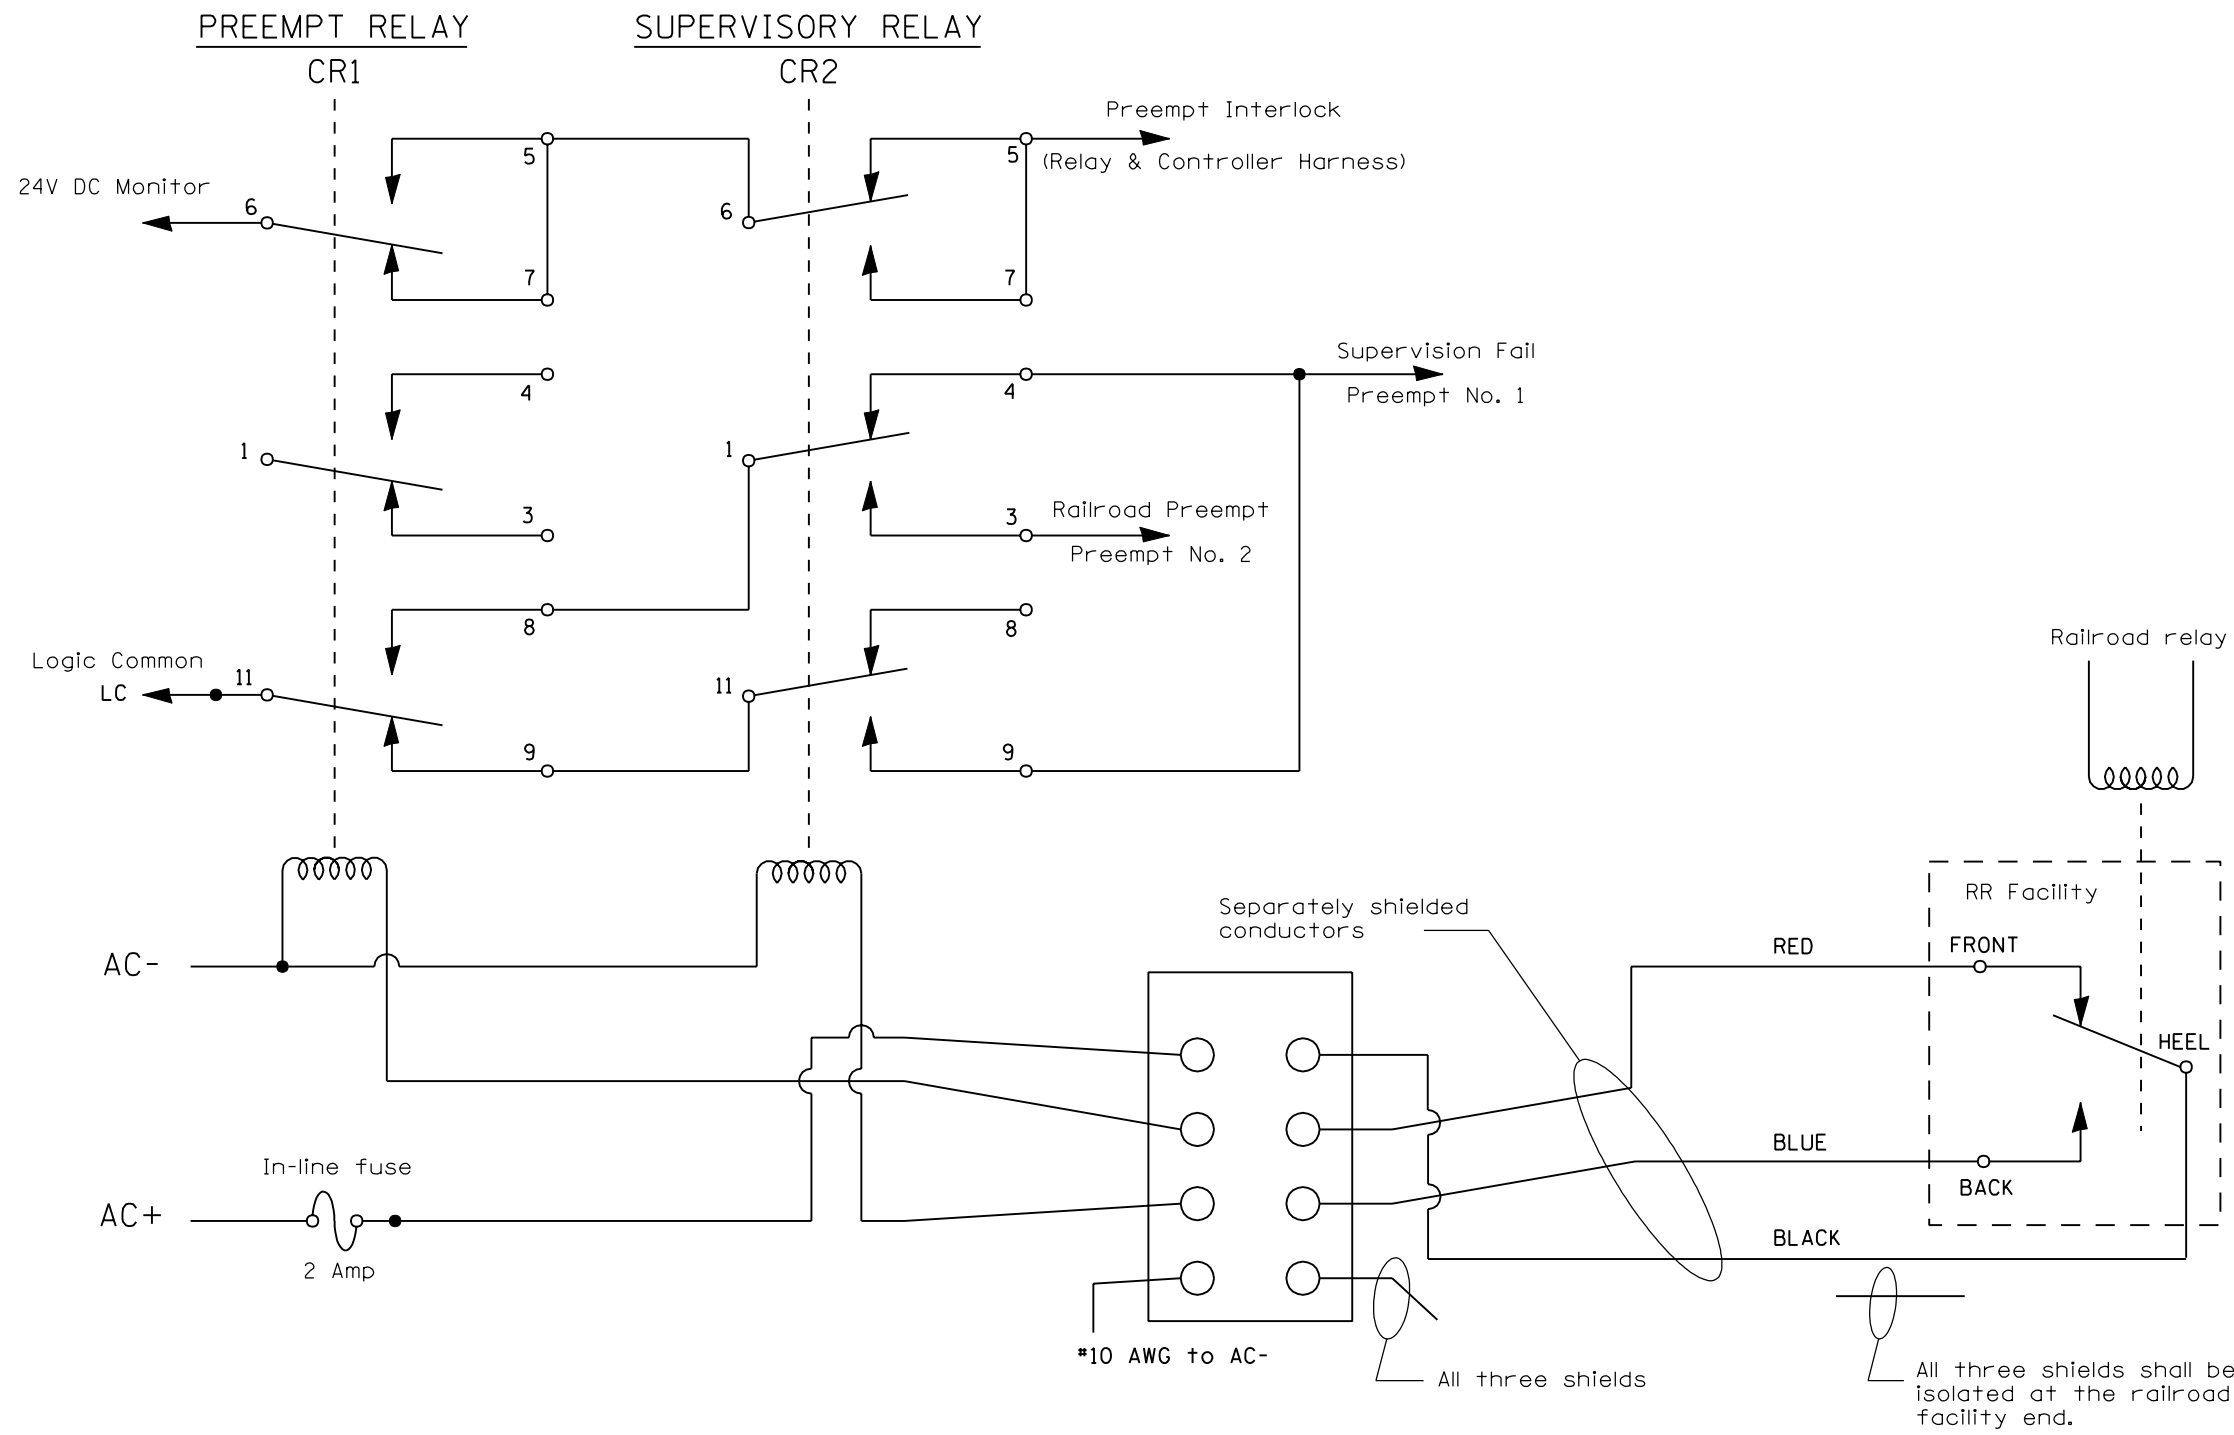 PREEMPT RELAY
CR1
SUPERVISORY RELAY
CR2
24V DC Monitor
6
5
7
6
5
7
Preempt Interlock
(Relay & Controller Harness)
1
4
3
1
4
3
Supervision Fail
Preempt No. 1
Railroad Preempt
Preempt No. 2
Logic Common
LC
11
8
9
11
8
9
Railroad relay
AC-
AC+
In-line fuse
2 Amp
Separately shielded
conductors
RED
BLUE
BLACK
RR Facility
FRONT
HEEL
BACK
#10 AWG to AC-
All three shields
All three shields shall be
isolated at the railroad
facility end.